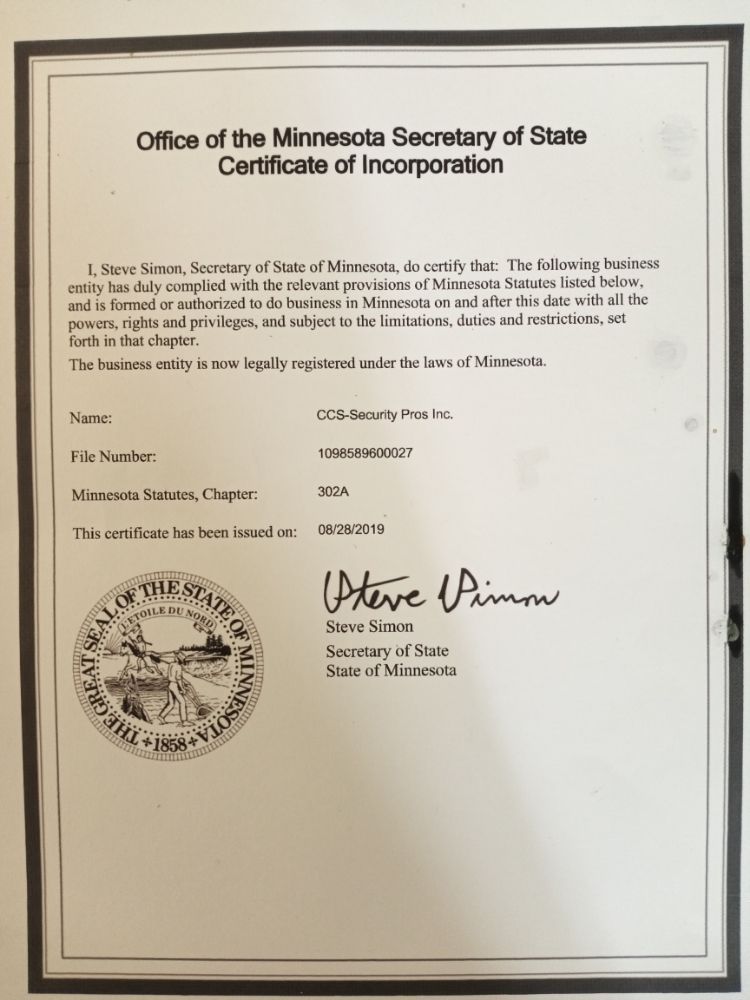 Office of the Minnesota Secretary of State
Certificate of Incorporation
I, Steve Simon, Secretary of State of Minnesota, do certify that: The following business
entity has duly complied with the relevant provisions of Minnesota Statutes listed below,
and is formed or authorized to do business in Minnesota on and after this date with all the
powers, rights and privileges, and subject to the limitations, duties and restrictions, set
forth in that chapter.
The business entity is now legally registered under the laws of Minnesota.
Name: CCS-Security Pros Inc.
File Number: 1098589600027
Minnesota Statutes, Chapter: 302A
This certificate has been issued on: 08/28/2019
THE GREAT SEAL OF THE STATE OF MINNESOTA
L'ETOILE DU NORD
1858
Steve Simon
Steve Simon
Secretary of State
State of Minnesota